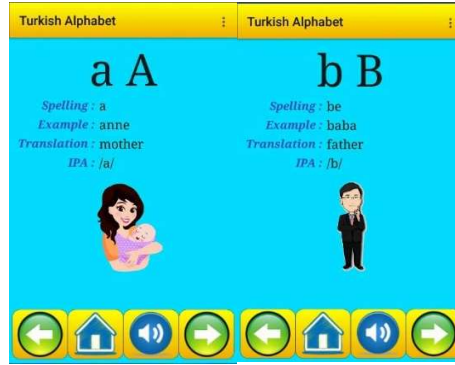 Turkish Alphabet
a A
Spelling : a
Example : anne
Translation : mother
IPA : /a/
Turkish Alphabet
b B
Spelling : be
Example : baba
Translation : father
IPA : /b/